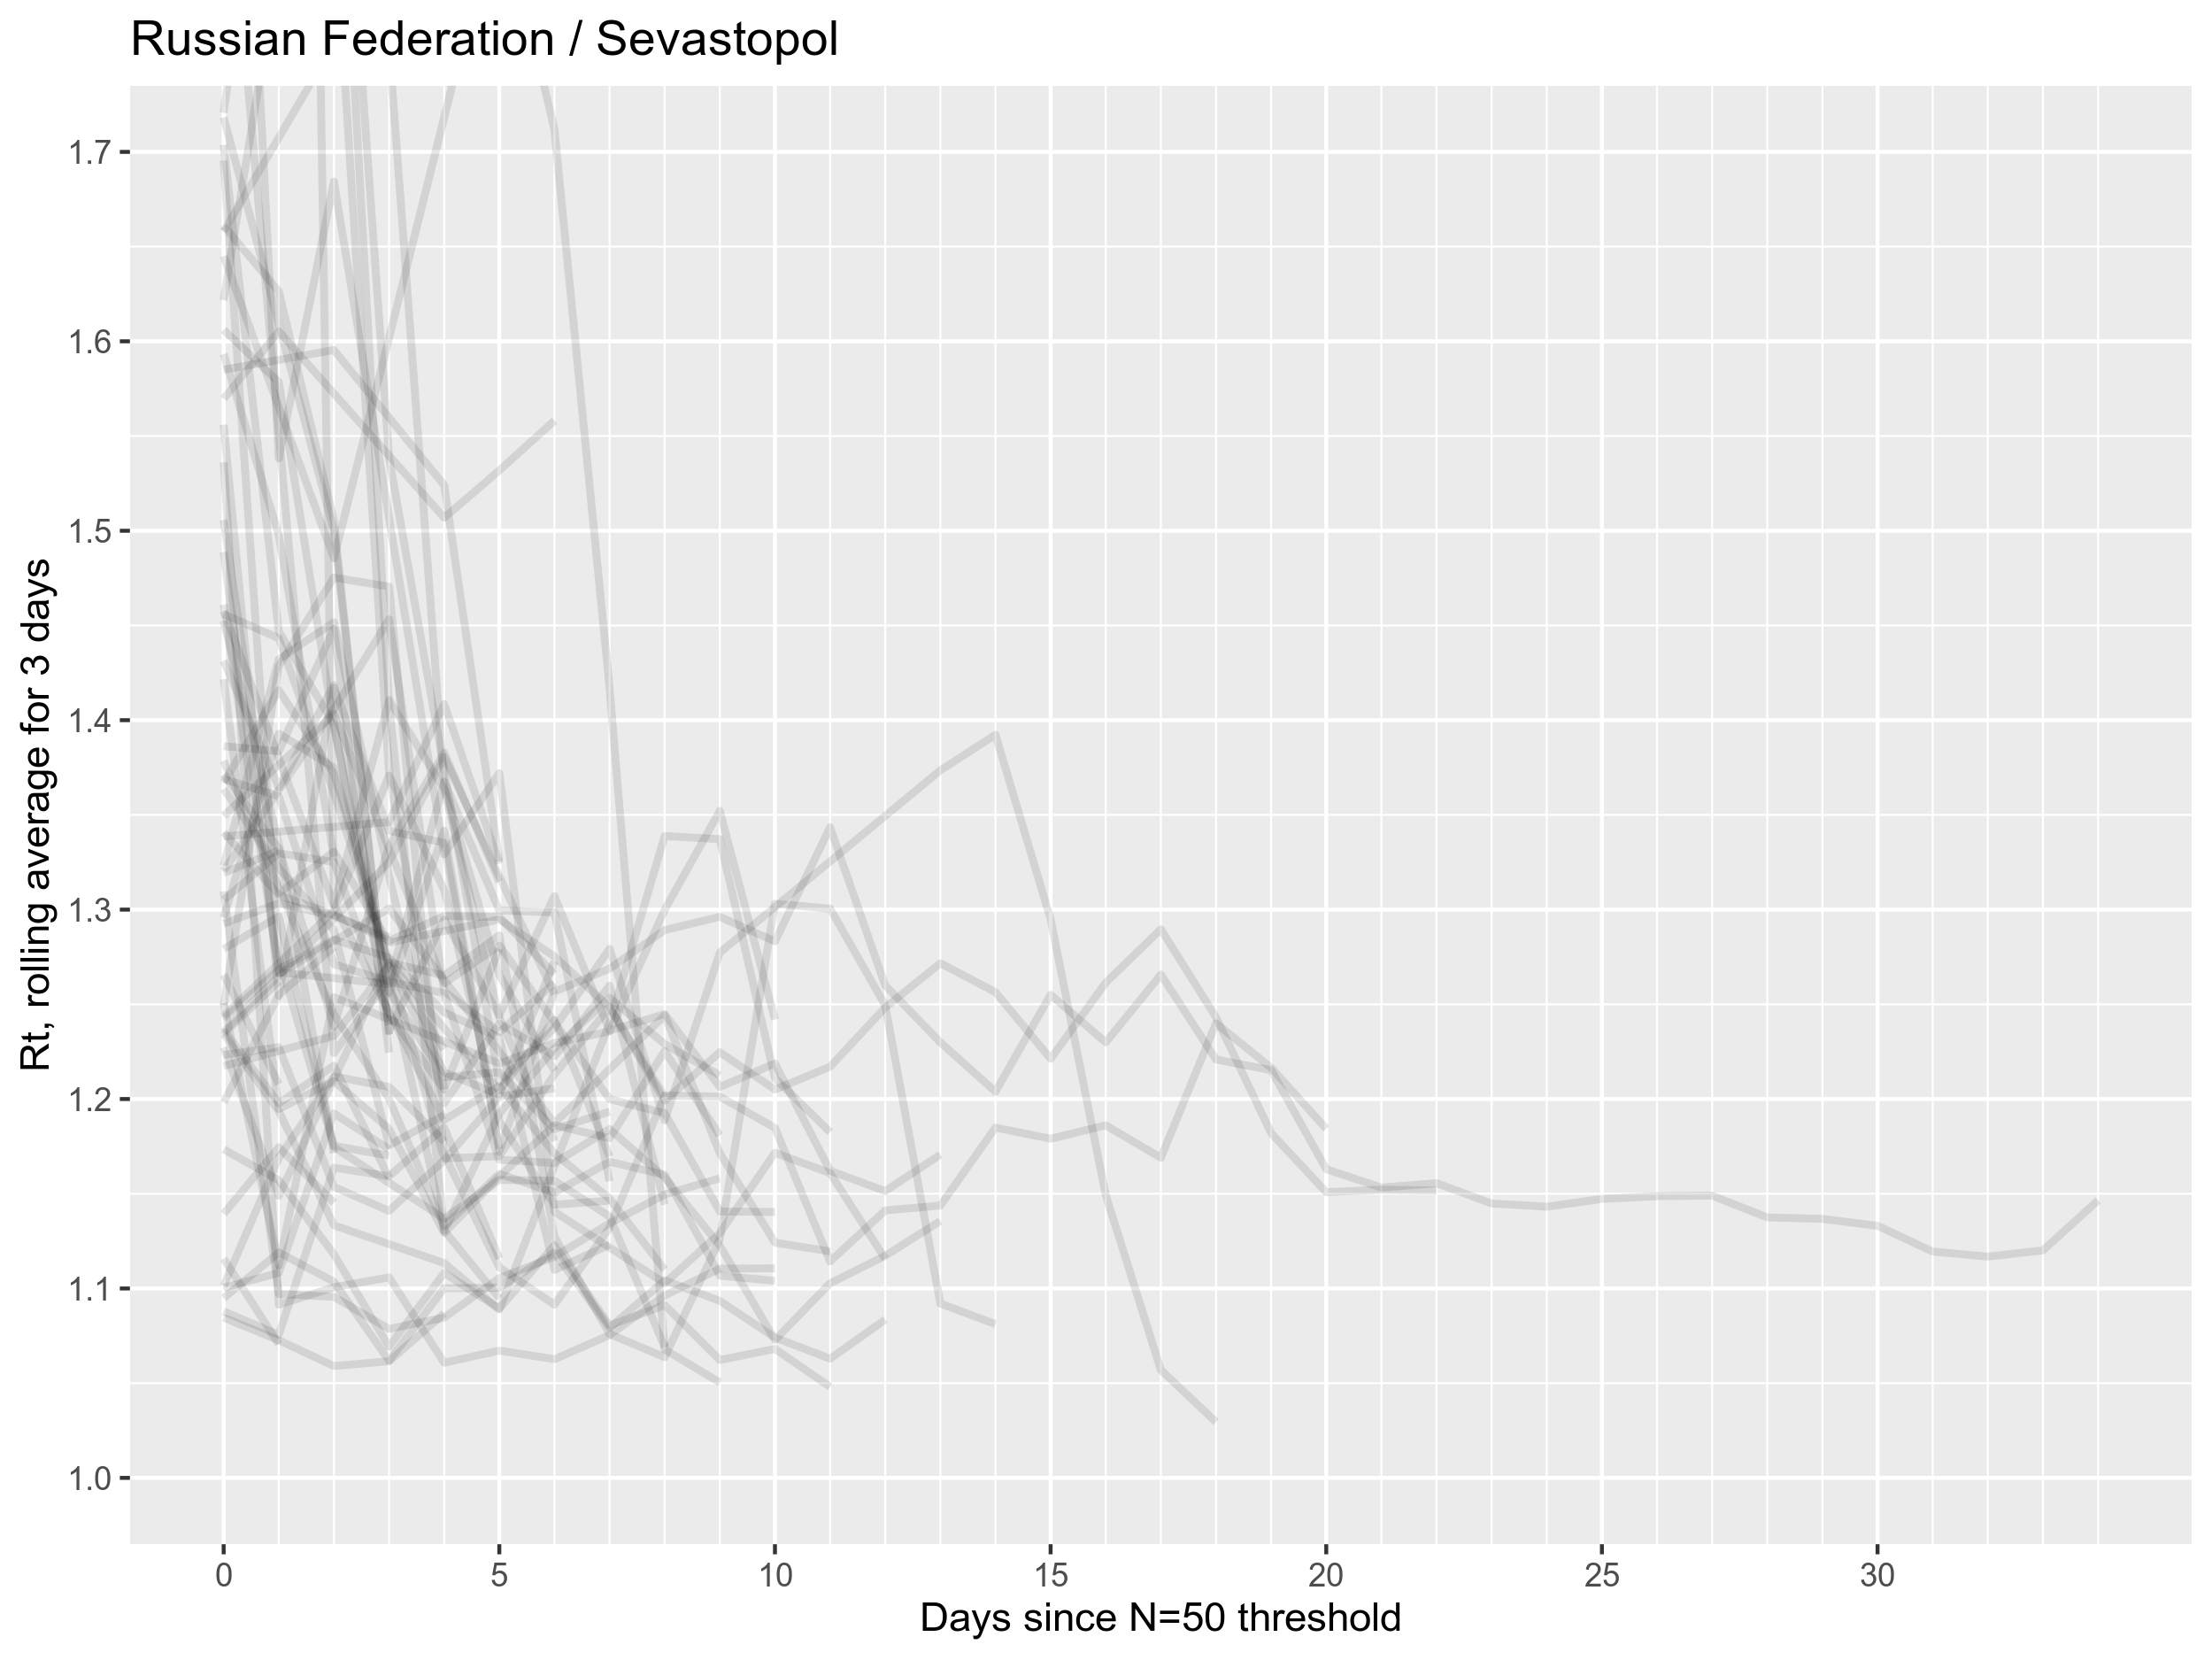 Russian Federation / Sevastopol
Rt, rolling average for 3 days
1.7
1.6
1.5
1.4
1.3
1.2
1.1
1.0
0 5 10 15 20 25 30
Days since N=50 threshold